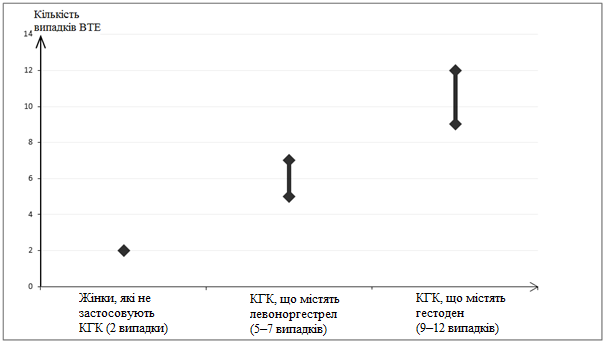 Кількість
випадків ВТЕ
14
12
10
8
6
4
2
0
Жінки, які не
застосовують
КГК (2 випадки)
КГК, що містять
левоноргестрел
(5–7 випадків)
КГК, що містять
гестоден
(9–12 випадків)